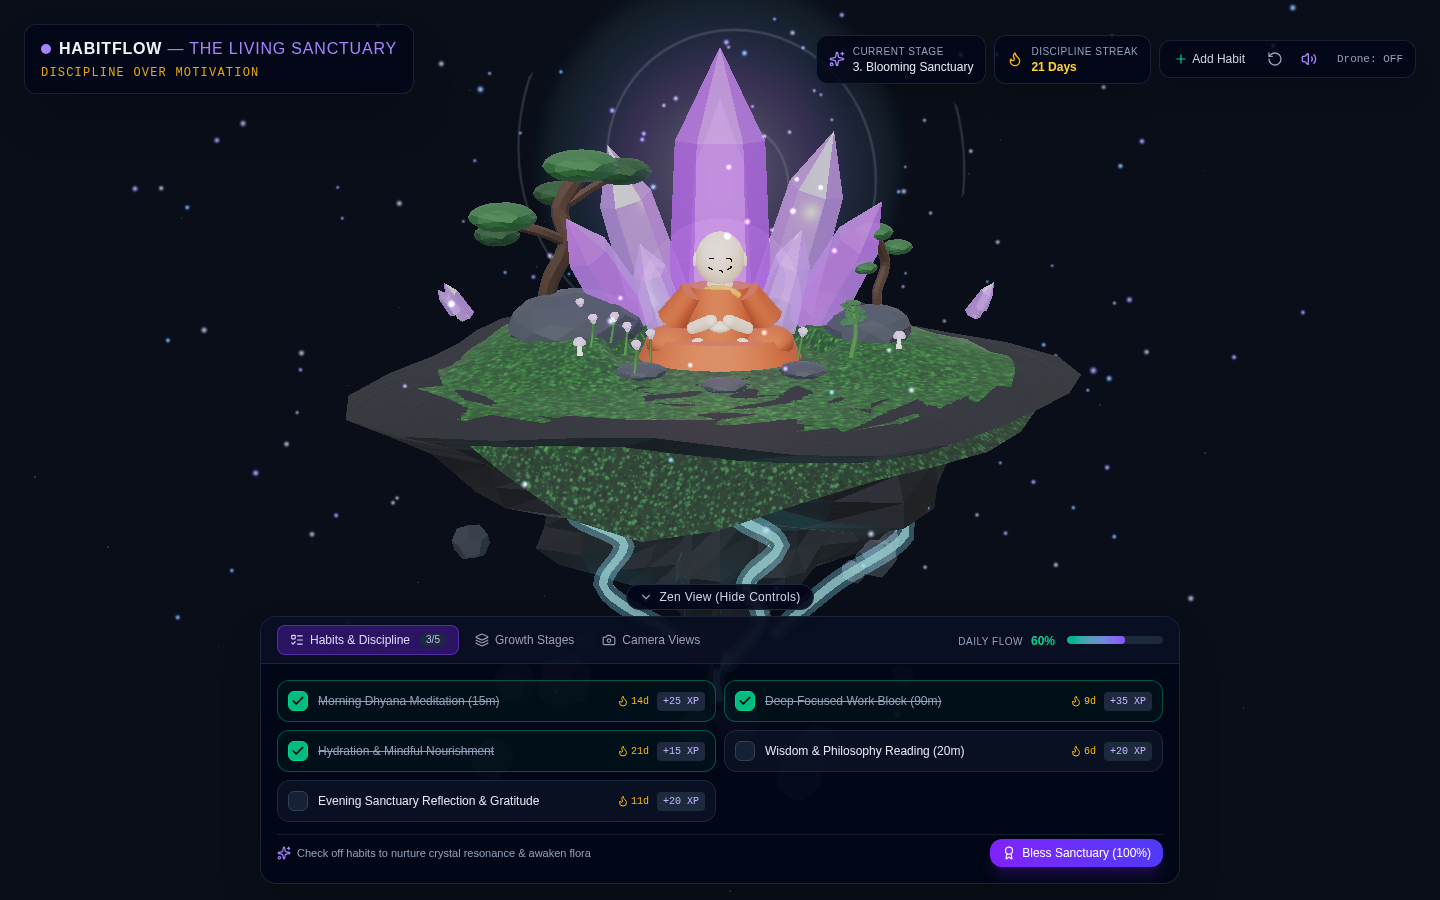 HABITFLOW — THE LIVING SANCTUARY
DISCIPLINE OVER MOTIVATION
CURRENT STAGE
3. Blooming Sanctuary
DISCIPLINE STREAK
21 Days
Add Habit
Drone: OFF
Zen View (Hide Controls)
Habits & Discipline 3/5
Growth Stages
Camera Views
DAILY FLOW 60%
Morning Dhyana Meditation (15m) 14d +25 XP
Deep Focused Work Block (90m) 9d +35 XP
Hydration & Mindful Nourishment 21d +15 XP
Wisdom & Philosophy Reading (20m) 6d +20 XP
Evening Sanctuary Reflection & Gratitude 11d +20 XP
Check off habits to nurture crystal resonance & awaken flora
Bless Sanctuary (100%)